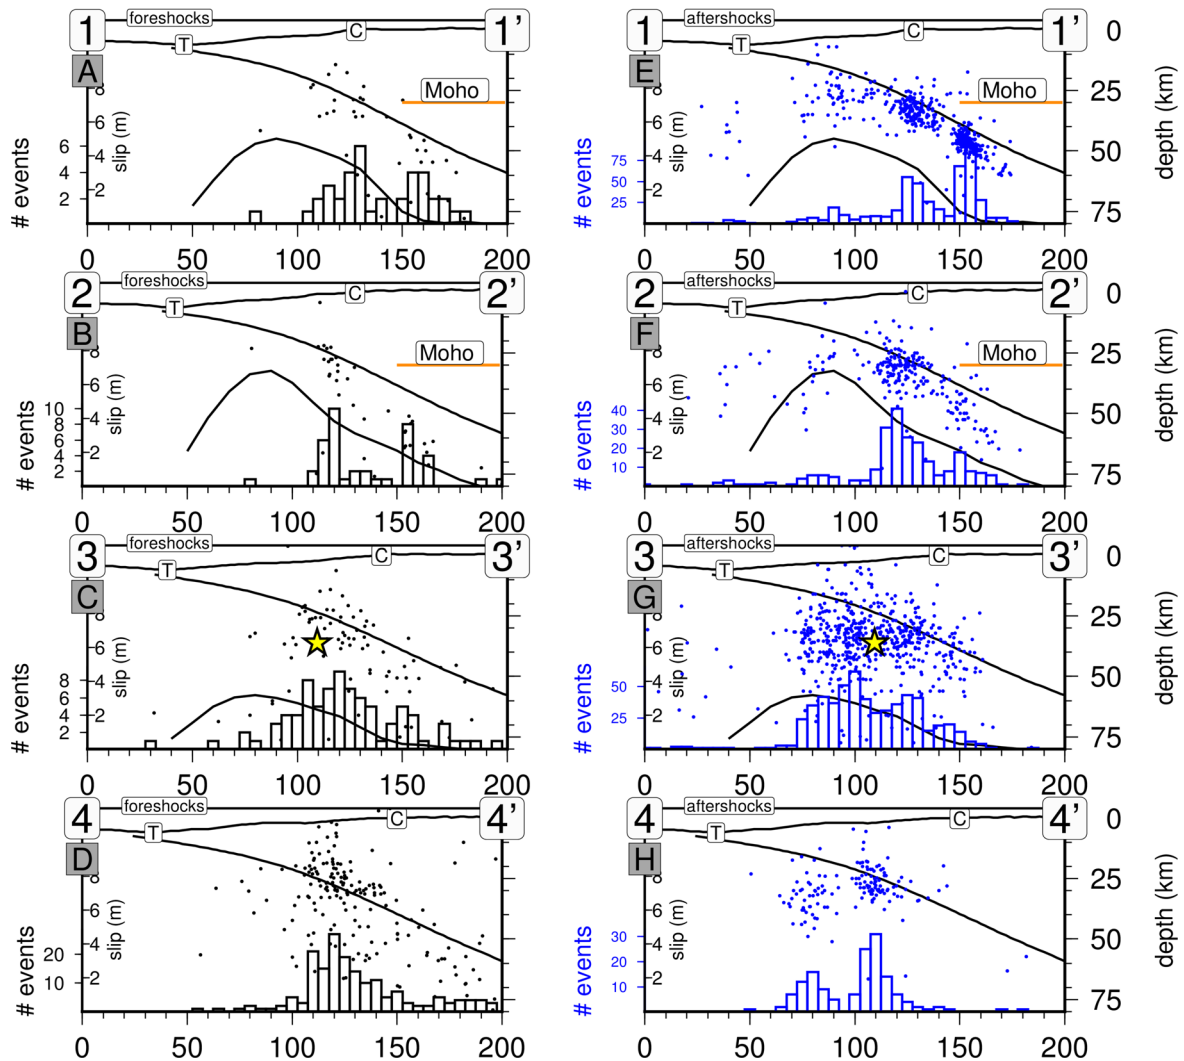 1 foreshocks 1'
T C
A
Moho
8
6
4
2
slip (m)
# events
6
4
2
0 50 100 150 200
1 aftershocks 1'
T C
E
Moho
8
6
4
2
slip (m)
# events
75
50
25
0
25
50
75
depth (km)
0 50 100 150 200
2 foreshocks 2'
T C
B
Moho
8
6
4
2
slip (m)
# events
10
8
6
4
2
0 50 100 150 200
2 aftershocks 2'
T C
F
Moho
8
6
4
2
slip (m)
# events
40
30
20
10
0
25
50
75
depth (km)
0 50 100 150 200
3 foreshocks 3'
T C
C
8
6
4
2
slip (m)
# events
8
6
4
2
0 50 100 150 200
3 aftershocks 3'
T C
G
8
6
4
2
slip (m)
# events
50
25
0
25
50
75
depth (km)
0 50 100 150 200
4 foreshocks 4'
T C
D
8
6
4
2
slip (m)
# events
20
10
0 50 100 150 200
4 aftershocks 4'
T C
H
8
6
4
2
slip (m)
# events
30
20
10
0
25
50
75
depth (km)
0 50 100 150 200